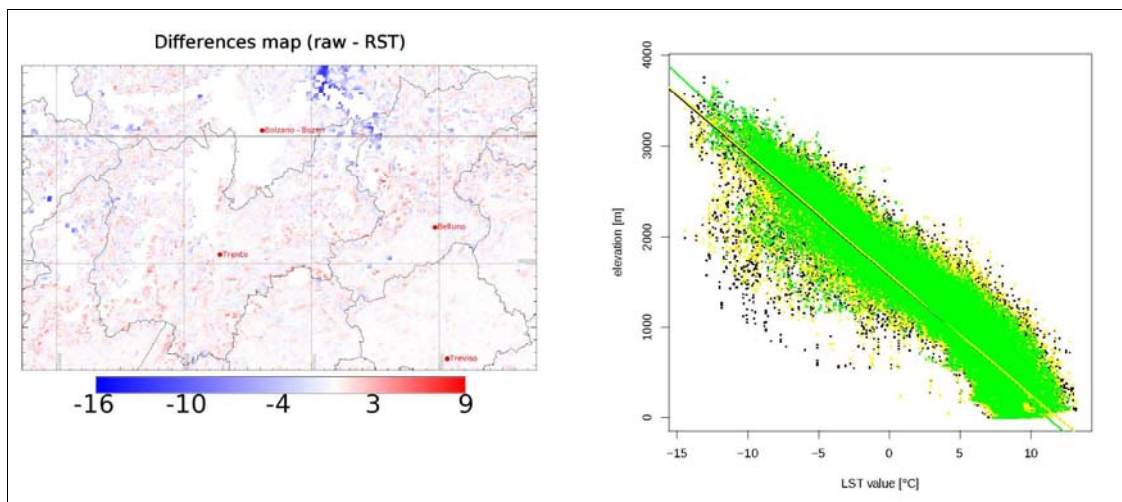 Differences map (raw - RST)
Bolzano - Bozen
Belluno
Trento
Treviso
-16 -10 -4 3 9
4000
3000
2000
1000
0
elevation [m]
-15 -10 -5 0 5 10
LST value [°C]